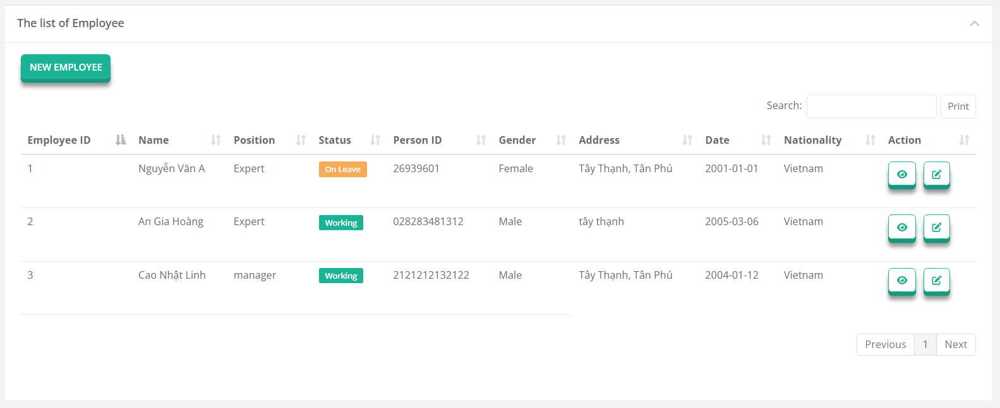 The list of Employee
NEW EMPLOYEE
Search: Print
Employee ID Name Position Status Person ID Gender Address Date Nationality Action
1 Nguyễn Văn A Expert On Leave 26939601 Female Tây Thạnh, Tân Phú 2001-01-01 Vietnam
2 An Gia Hoàng Expert Working 028283481312 Male tây thạnh 2005-03-06 Vietnam
3 Cao Nhật Linh manager Working 2121212132122 Male Tây Thạnh, Tân Phú 2004-01-12 Vietnam
Previous 1 Next